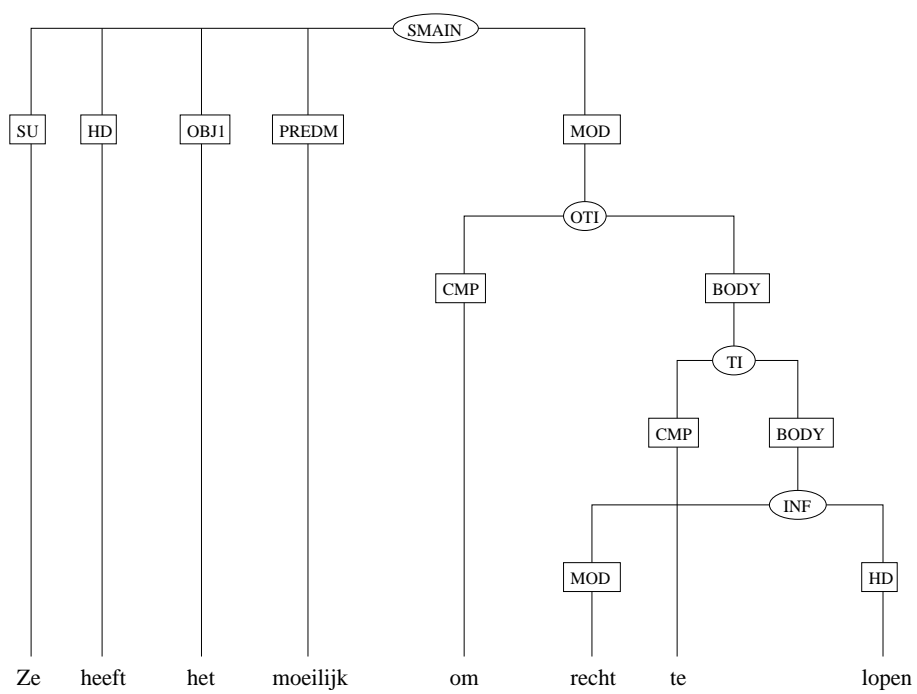 SMAIN
SU HD OBJ1 PREDM MOD
OTI
CMP BODY
TI
CMP BODY
INF
MOD HD
Ze heeft het moeilijk om recht te lopen